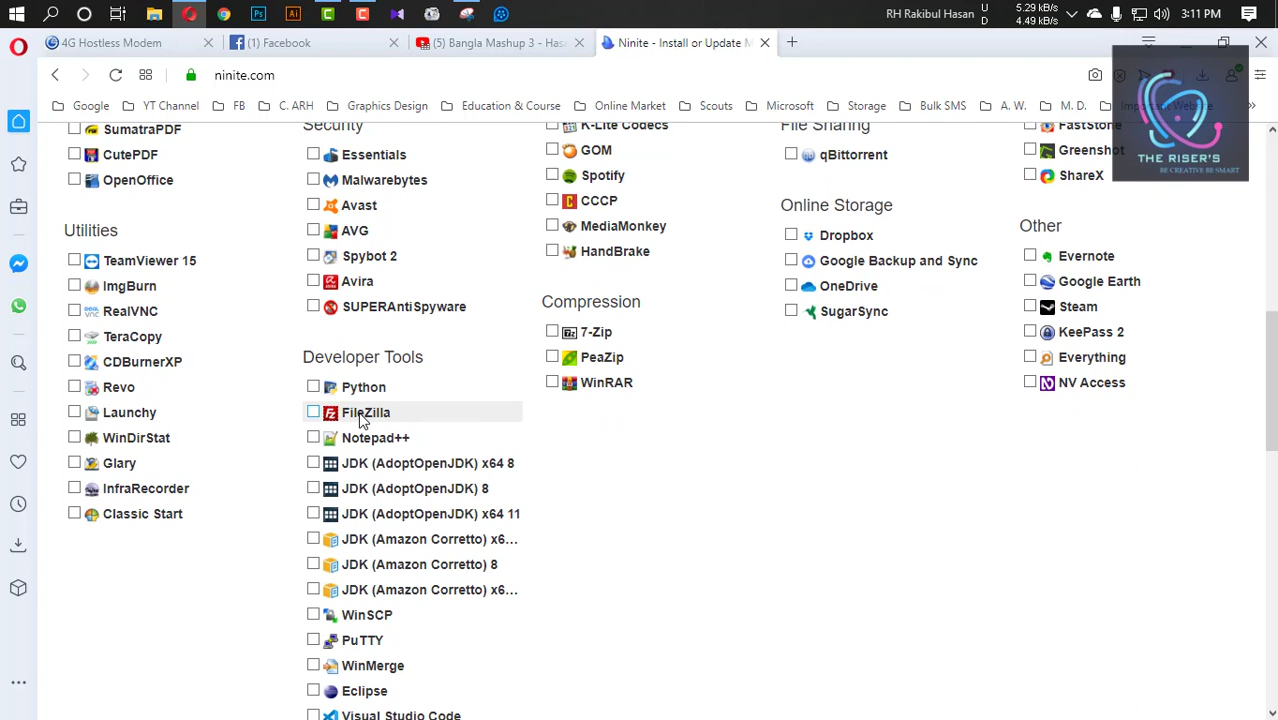 RH Rakibul Hasan
U 5.29 kB/s
D 4.49 kB/s
3:11 PM
4G Hostless Modem
(1) Facebook
(5) Bangla Mashup 3 - Has
Ninite - Install or Update M
ninite.com
Google
YT Channel
FB
C. ARH
Graphics Design
Education & Course
Online Market
Scouts
Microsoft
Storage
Bulk SMS
A. W.
M. D.
Important Website
THE RISER'S
BE CREATIVE BE SMART
SumatraPDF
CutePDF
OpenOffice
Utilities
TeamViewer 15
ImgBurn
RealVNC
TeraCopy
CDBurnerXP
Revo
Launchy
WinDirStat
Glary
InfraRecorder
Classic Start
Security
Essentials
Malwarebytes
Avast
AVG
Spybot 2
Avira
SUPERAntiSpyware
Developer Tools
Python
FileZilla
Notepad++
JDK (AdoptOpenJDK) x64 8
JDK (AdoptOpenJDK) 8
JDK (AdoptOpenJDK) x64 11
JDK (Amazon Corretto) x6...
JDK (Amazon Corretto) 8
JDK (Amazon Corretto) x6...
WinSCP
PuTTY
WinMerge
Eclipse
Visual Studio Code
K-Lite Codecs
GOM
Spotify
CCCP
MediaMonkey
HandBrake
Compression
7-Zip
PeaZip
WinRAR
File Sharing
qBittorrent
Online Storage
Dropbox
Google Backup and Sync
OneDrive
SugarSync
FastStone
Greenshot
ShareX
Other
Evernote
Google Earth
Steam
KeePass 2
Everything
NV Access